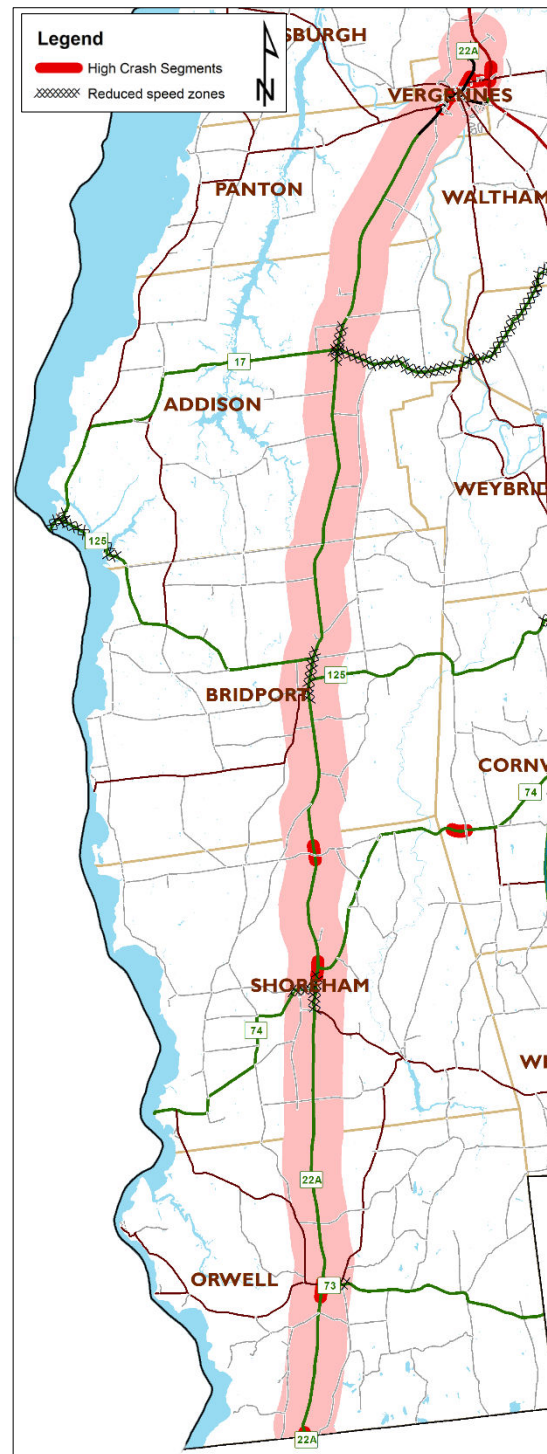 Legend
High Crash Segments
Reduced speed zones
N
SBURGH
22A
VERGENNES
PANTON
WALTHAM
17
ADDISON
WEYBRID
125
125
BRIDPORT
CORNV
74
SHOREHAM
74
22A
ORWELL
73
22A